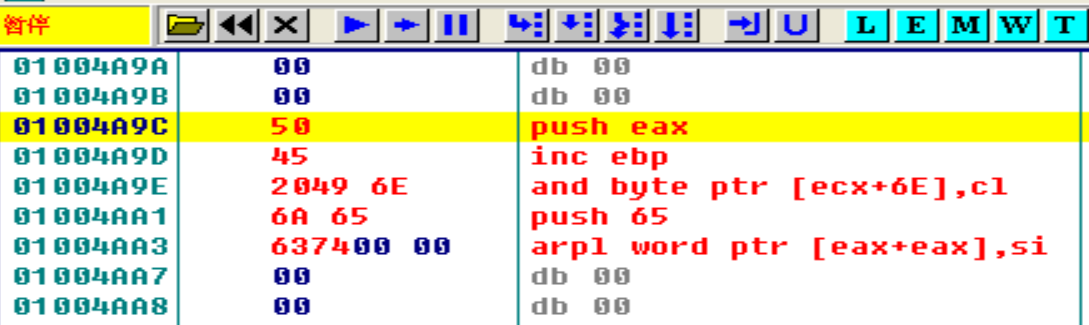 暂停 L E M W T
01004A9A 00 db 00
01004A9B 00 db 00
01004A9C 50 push eax
01004A9D 45 inc ebp
01004A9E 2049 6E and byte ptr [ecx+6E],cl
01004AA1 6A 65 push 65
01004AA3 637400 00 arpl word ptr [eax+eax],si
01004AA7 00 db 00
01004AA8 00 db 00